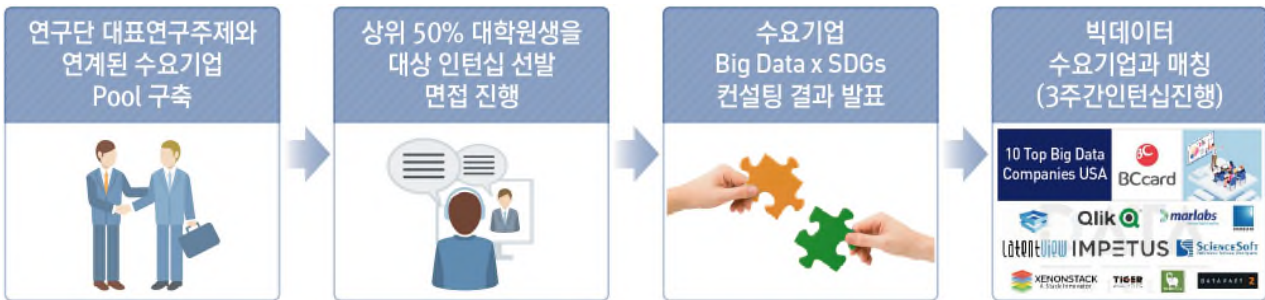 연구단 대표연구주제와
연계된 수요기업
Pool 구축
상위 50% 대학원생을
대상 인턴십 선발
면접 진행
수요기업
Big Data x SDGs
컨설팅 결과 발표
빅데이터
수요기업과 매칭
(3주간인턴십진행)
10 Top Big Data
Companies USA
BCcard
Qlik
marlabs
LatentView IMPETUS ScienceSoft
XENONSTACK
A Stack Innovator
TIGER
DATAFACT 2